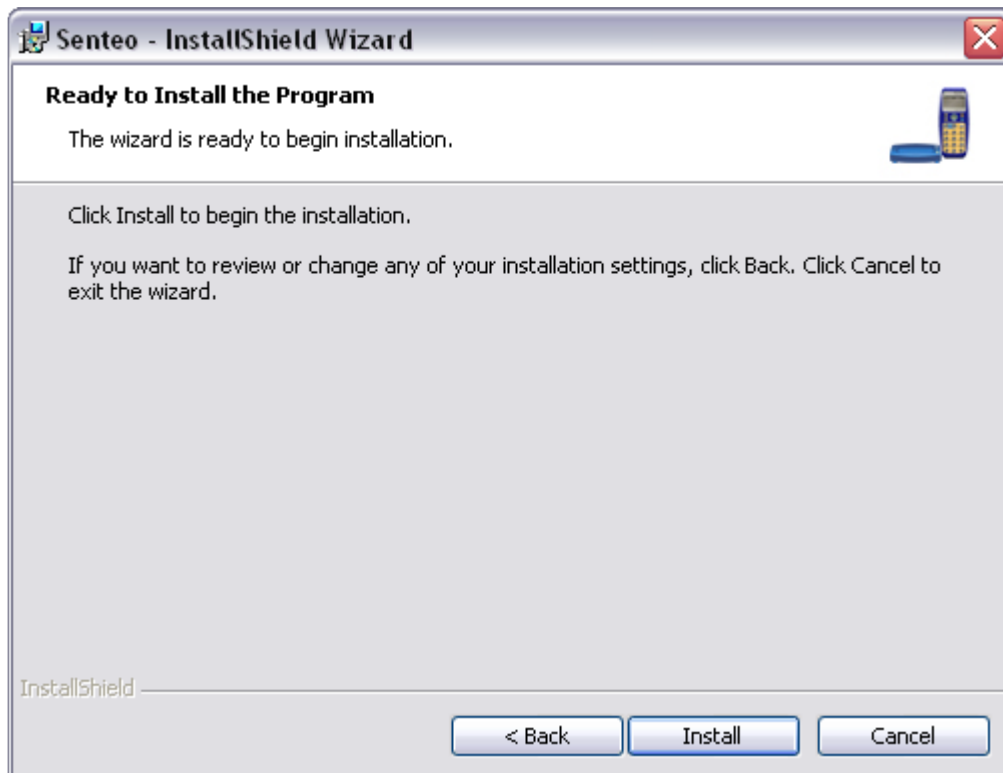 Senteo - InstallShield Wizard
Ready to Install the Program
The wizard is ready to begin installation.
Click Install to begin the installation.
If you want to review or change any of your installation settings, click Back. Click Cancel to
exit the wizard.
InstallShield
< Back
Install
Cancel